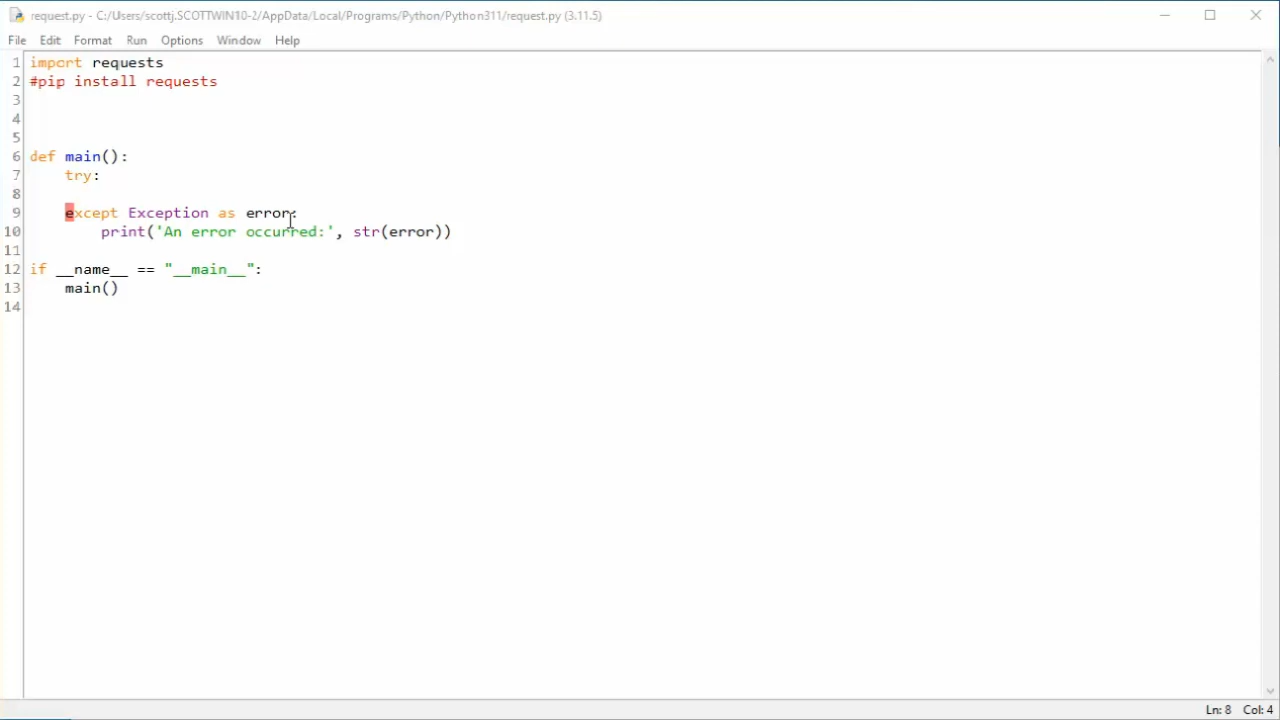 request.py - C:/Users/scottj.SCOTTWIN10-2/AppData/Local/Programs/Python/Python311/request.py (3.11.5)
File Edit Format Run Options Window Help
1 import requests
2 #pip install requests
3
4
5
6 def main():
7     try:
8
9     except Exception as error:
10         print('An error occurred:', str(error))
11
12 if __name__ == "__main__":
13     main()
14
Ln: 8 Col: 4